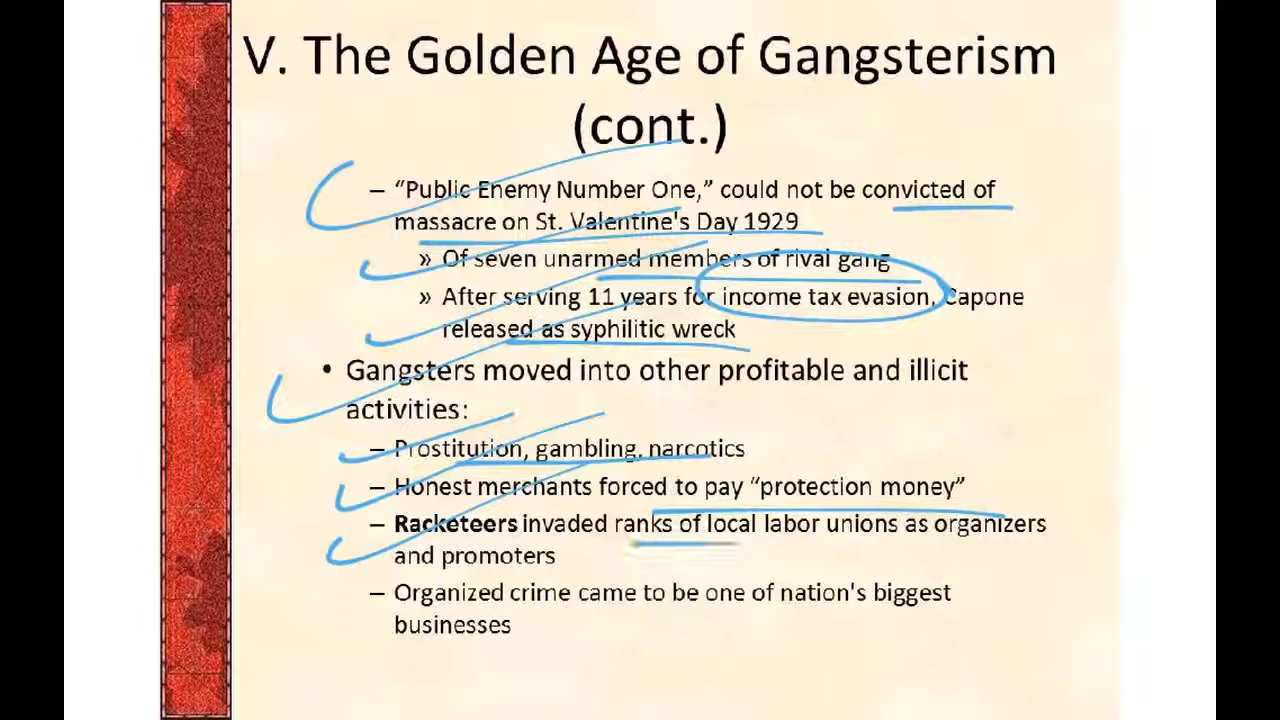 V. The Golden Age of Gangsterism
(cont.)
– “Public Enemy Number One,” could not be convicted of
massacre on St. Valentine's Day 1929
» Of seven unarmed members of rival gang
» After serving 11 years for income tax evasion, Capone
released as syphilitic wreck
• Gangsters moved into other profitable and illicit
activities:
– Prostitution, gambling, narcotics
– Honest merchants forced to pay “protection money”
– Racketeers invaded ranks of local labor unions as organizers
and promoters
– Organized crime came to be one of nation's biggest
businesses